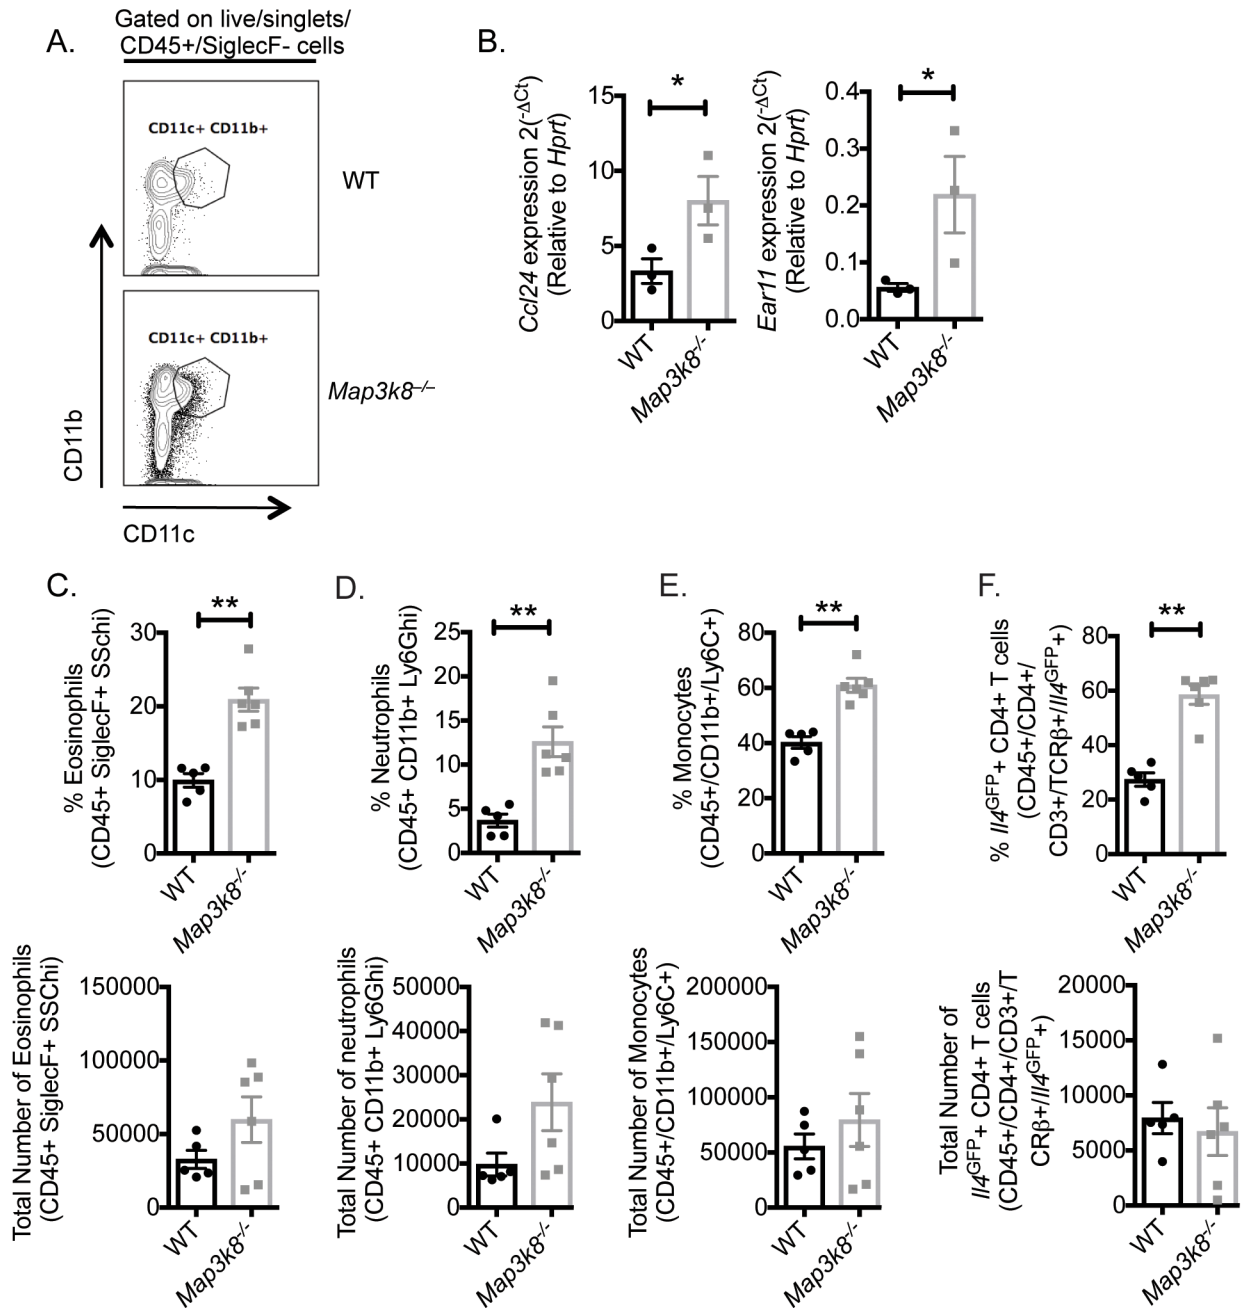 A.
Gated on live/singlets/
CD45+/SiglecF- cells
CD11c+ CD11b+
WT
CD11c+ CD11b+
Map3k8–/–
CD11b
CD11c
B.
Ccl24 expression 2(-ΔCt)
(Relative to Hprt)
15
10
5
0
*
WT
Map3k8-/-
Ear11 expression 2(-ΔCt)
(Relative to Hprt)
0.4
0.3
0.2
0.1
0.0
*
WT
Map3k8-/-
C.
% Eosinophils
(CD45+ SiglecF+ SSchi)
30
20
10
0
**
WT
Map3k8-/-
Total Number of Eosinophils
(CD45+ SiglecF+ SSChi)
150000
100000
50000
0
WT
Map3k8-/-
D.
% Neutrophils
(CD45+ CD11b+ Ly6Ghi)
25
20
15
10
5
0
**
WT
Map3k8-/-
Total Number of neutrophils
(CD45+ CD11b+ Ly6Ghi)
50000
40000
30000
20000
10000
0
WT
Map3k8-/-
E.
% Monocytes
(CD45+/CD11b+/Ly6C+)
80
60
40
20
0
**
WT
Map3k8-/-
Total Number of Monocytes
(CD45+/CD11b+/Ly6C+)
200000
150000
100000
50000
0
WT
Map3k8-/-
F.
% Il4GFP+ CD4+ T cells
(CD45+/CD4+/
CD3+/TCRβ+/Il4GFP+)
80
60
40
20
0
**
WT
Map3k8-/-
Total Number of
Il4GFP+ CD4+ T cells
(CD45+/CD4+/CD3+/T
CRβ+/Il4GFP+)
20000
15000
10000
5000
0
WT
Map3k8-/-